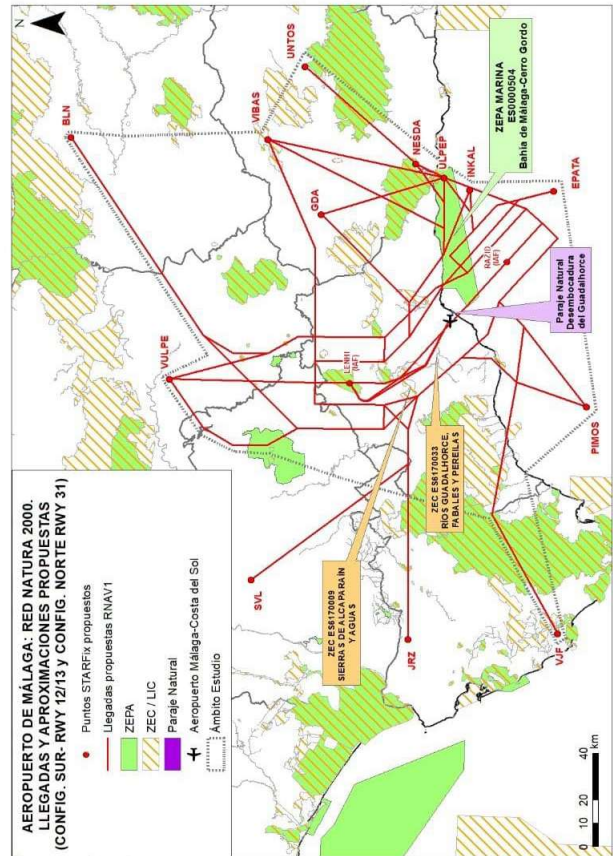 AEROPUERTO DE MÁLAGA: RED NATURA 2000.
LLEGADAS Y APROXIMACIONES PROPUESTAS
(CONFIG. SUR- RWY 12/13 y CONFIG. NORTE RWY 31)
Puntos STARFix propuestos
Llegadas propuestas RNAV1
ZEPA
ZEC / LIC
Paraje Natural
Aeropuerto Málaga-Costa del Sol
Ámbito Estudio
N
BLN
VULPE
SVL
VIBAS
UNTOS
GDA
LENHI
(IAF)
JRZ
NESDA
ULPEP
INKAL
RAZID
(IAF)
EPATA
PIMOS
VJF
ZEC ES6170009
SIERRAS DE ALCAPARAÍN
Y AGUAS
ZEC ES6170033
RÍOS GUADALHORCE,
FABALES Y PEREILAS
ZEPA MARINA
ES0000504
Bahia de Málaga-Cerro Gordo
Paraje Natural
Desembocadura
del Guadalhorce
0 10 20 40
km